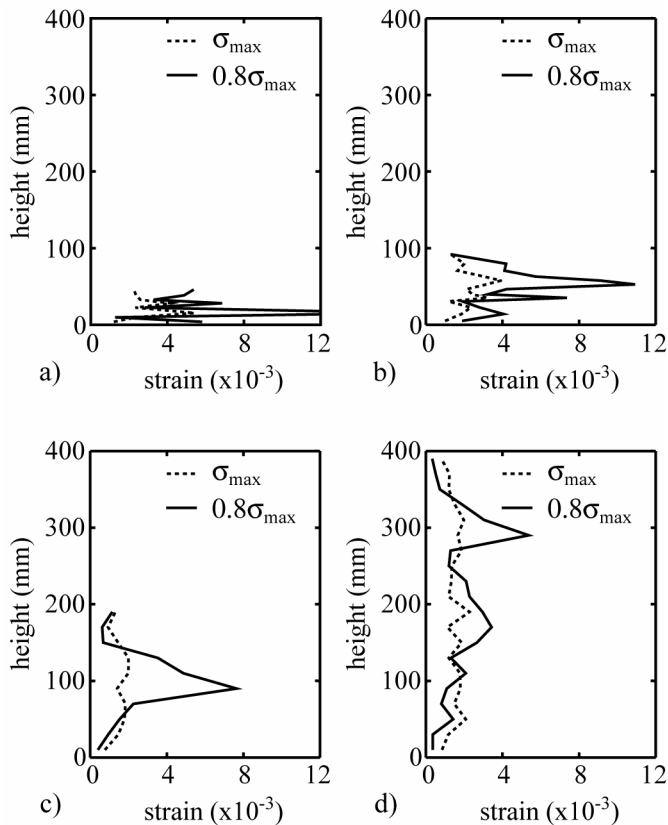 σmax
0.8σmax
400
300
200
100
0
height (mm)
0 4 8 12
strain (x10-3)
a)
σmax
0.8σmax
400
300
200
100
0
height (mm)
0 4 8 12
strain (x10-3)
b)
σmax
0.8σmax
400
300
200
100
0
height (mm)
0 4 8 12
strain (x10-3)
c)
σmax
0.8σmax
400
300
200
100
0
height (mm)
0 4 8 12
strain (x10-3)
d)